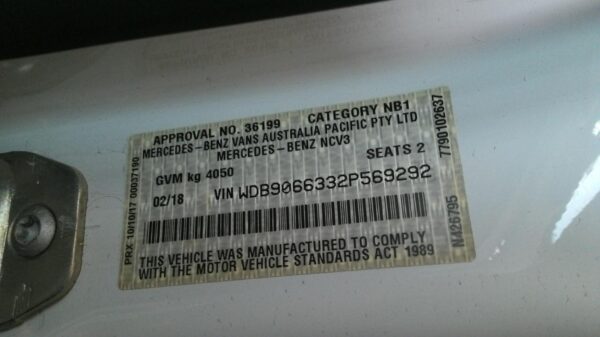 APPROVAL NO. 36199 CATEGORY NB1
MERCEDES-BENZ VANS AUSTRALIA PACIFIC PTY LTD
MERCEDES-BENZ NCV3
GVM kg 4050 SEATS 2
02/18 VIN WDB9066332P569292
THIS VEHICLE WAS MANUFACTURED TO COMPLY
WITH THE MOTOR VEHICLE STANDARDS ACT 1989
PRX 10/10/17 00037190
7790102637
N426795